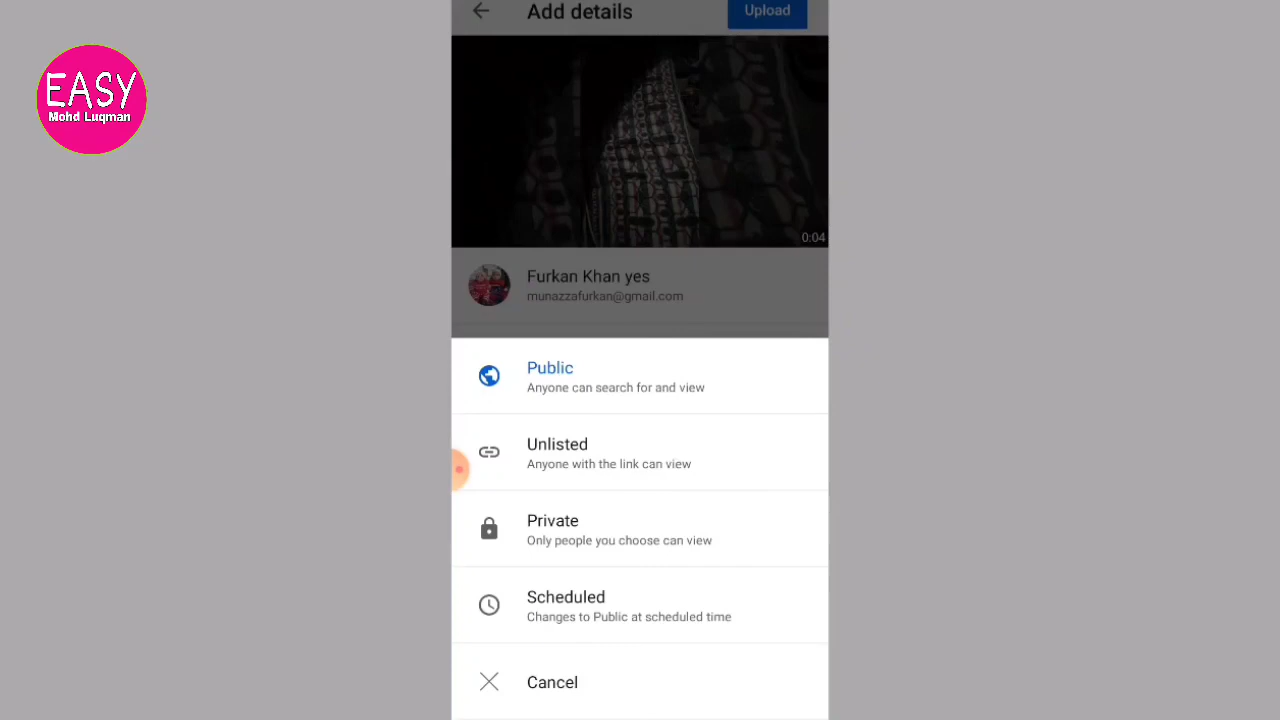 EASY
Mohd Luqman
Add details
Upload
0:04
Furkan Khan yes
munazzafurkan@gmail.com
Public
Anyone can search for and view
Unlisted
Anyone with the link can view
Private
Only people you choose can view
Scheduled
Changes to Public at scheduled time
Cancel